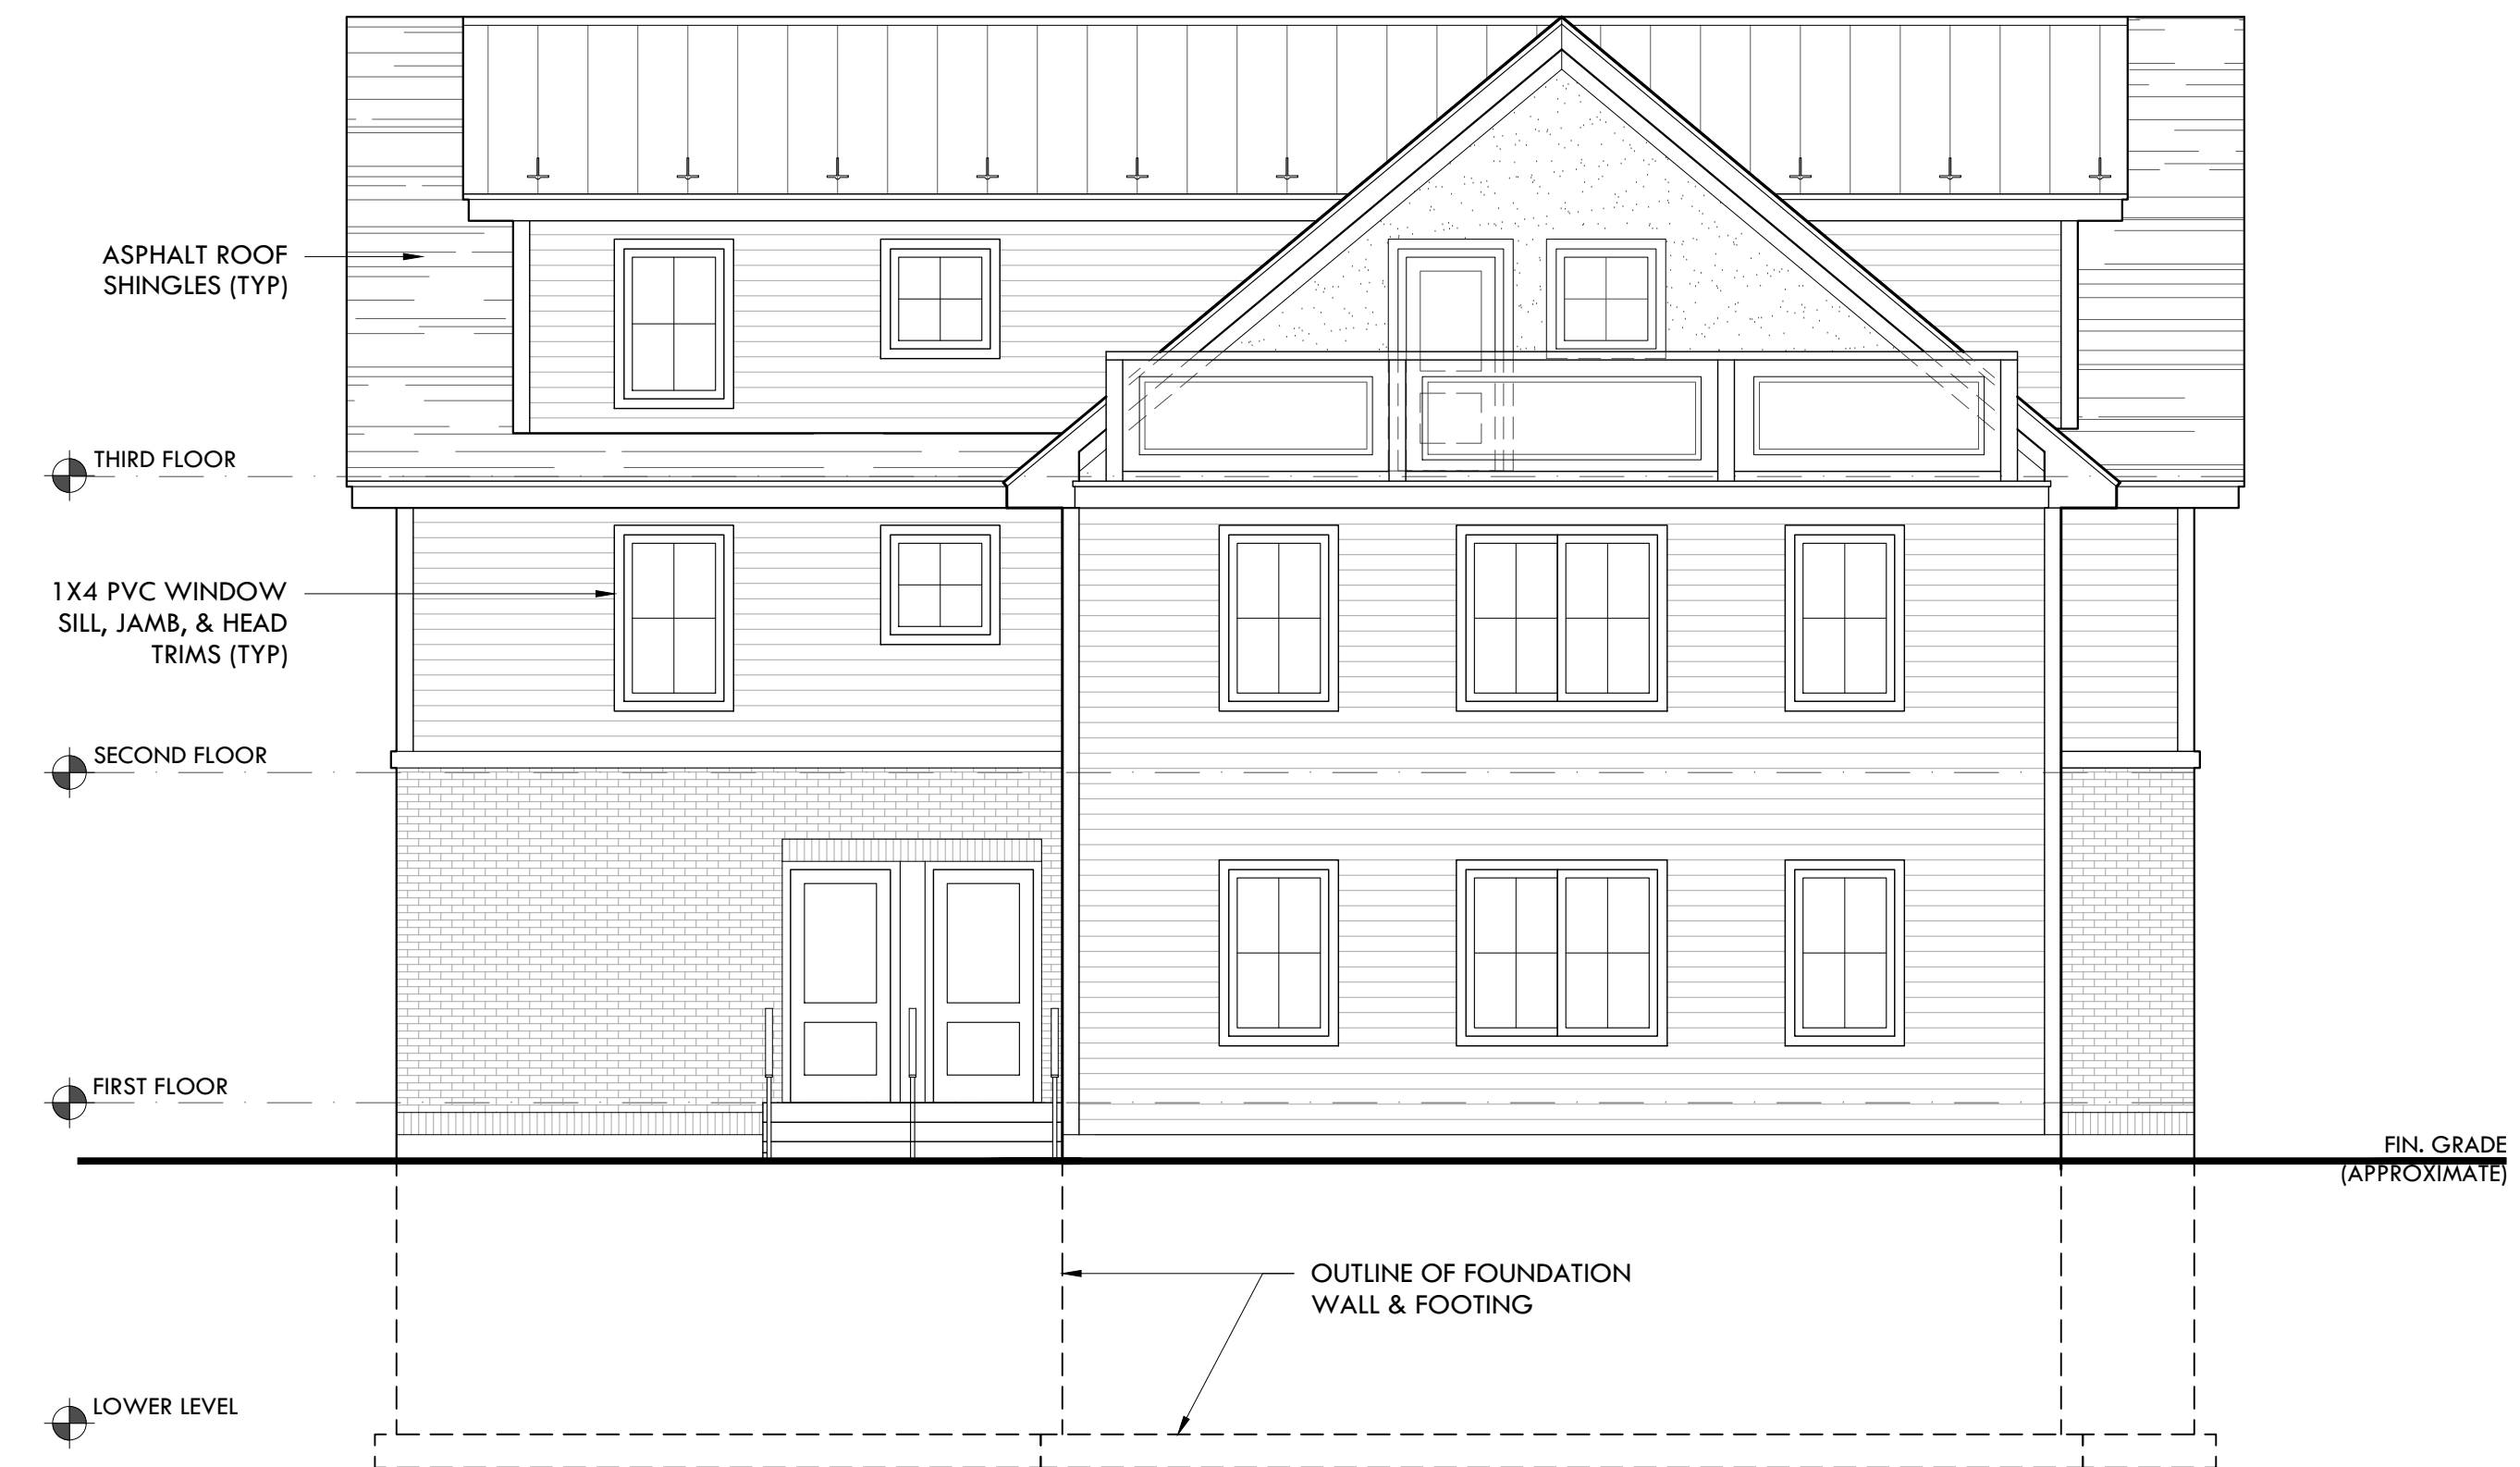 ASPHALT ROOF
SHINGLES (TYP)
THIRD FLOOR
1X4 PVC WINDOW
SILL, JAMB, & HEAD
TRIMS (TYP)
SECOND FLOOR
FIRST FLOOR
FIN. GRADE
(APPROXIMATE)
OUTLINE OF FOUNDATION
WALL & FOOTING
LOWER LEVEL